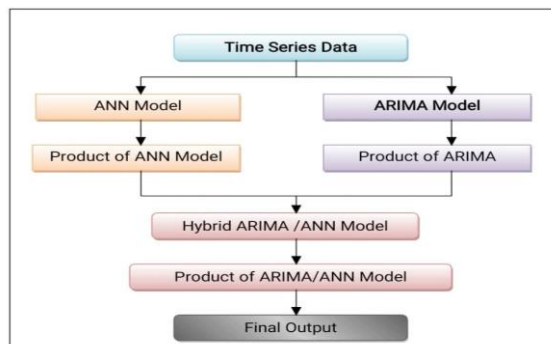 Time Series Data
ANN Model
ARIMA Model
Product of ANN Model
Product of ARIMA
Hybrid ARIMA /ANN Model
Product of ARIMA/ANN Model
Final Output